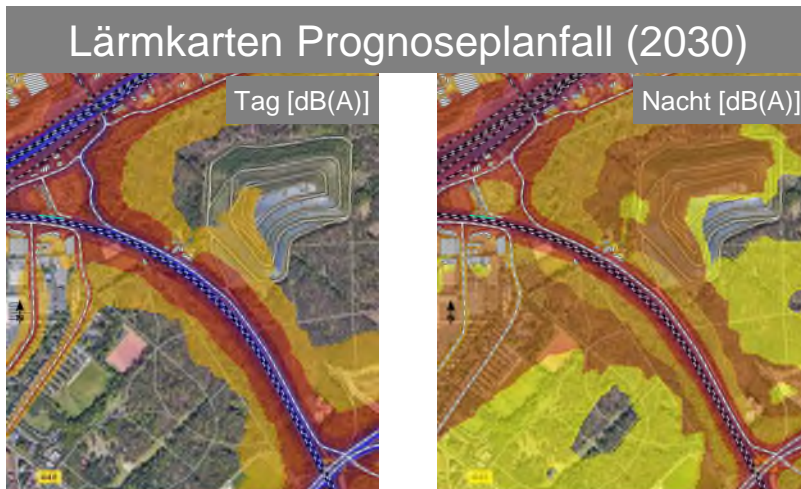 Lärmkarten Prognoseplanfall (2030)
Tag [dB(A)]
Nacht [dB(A)]